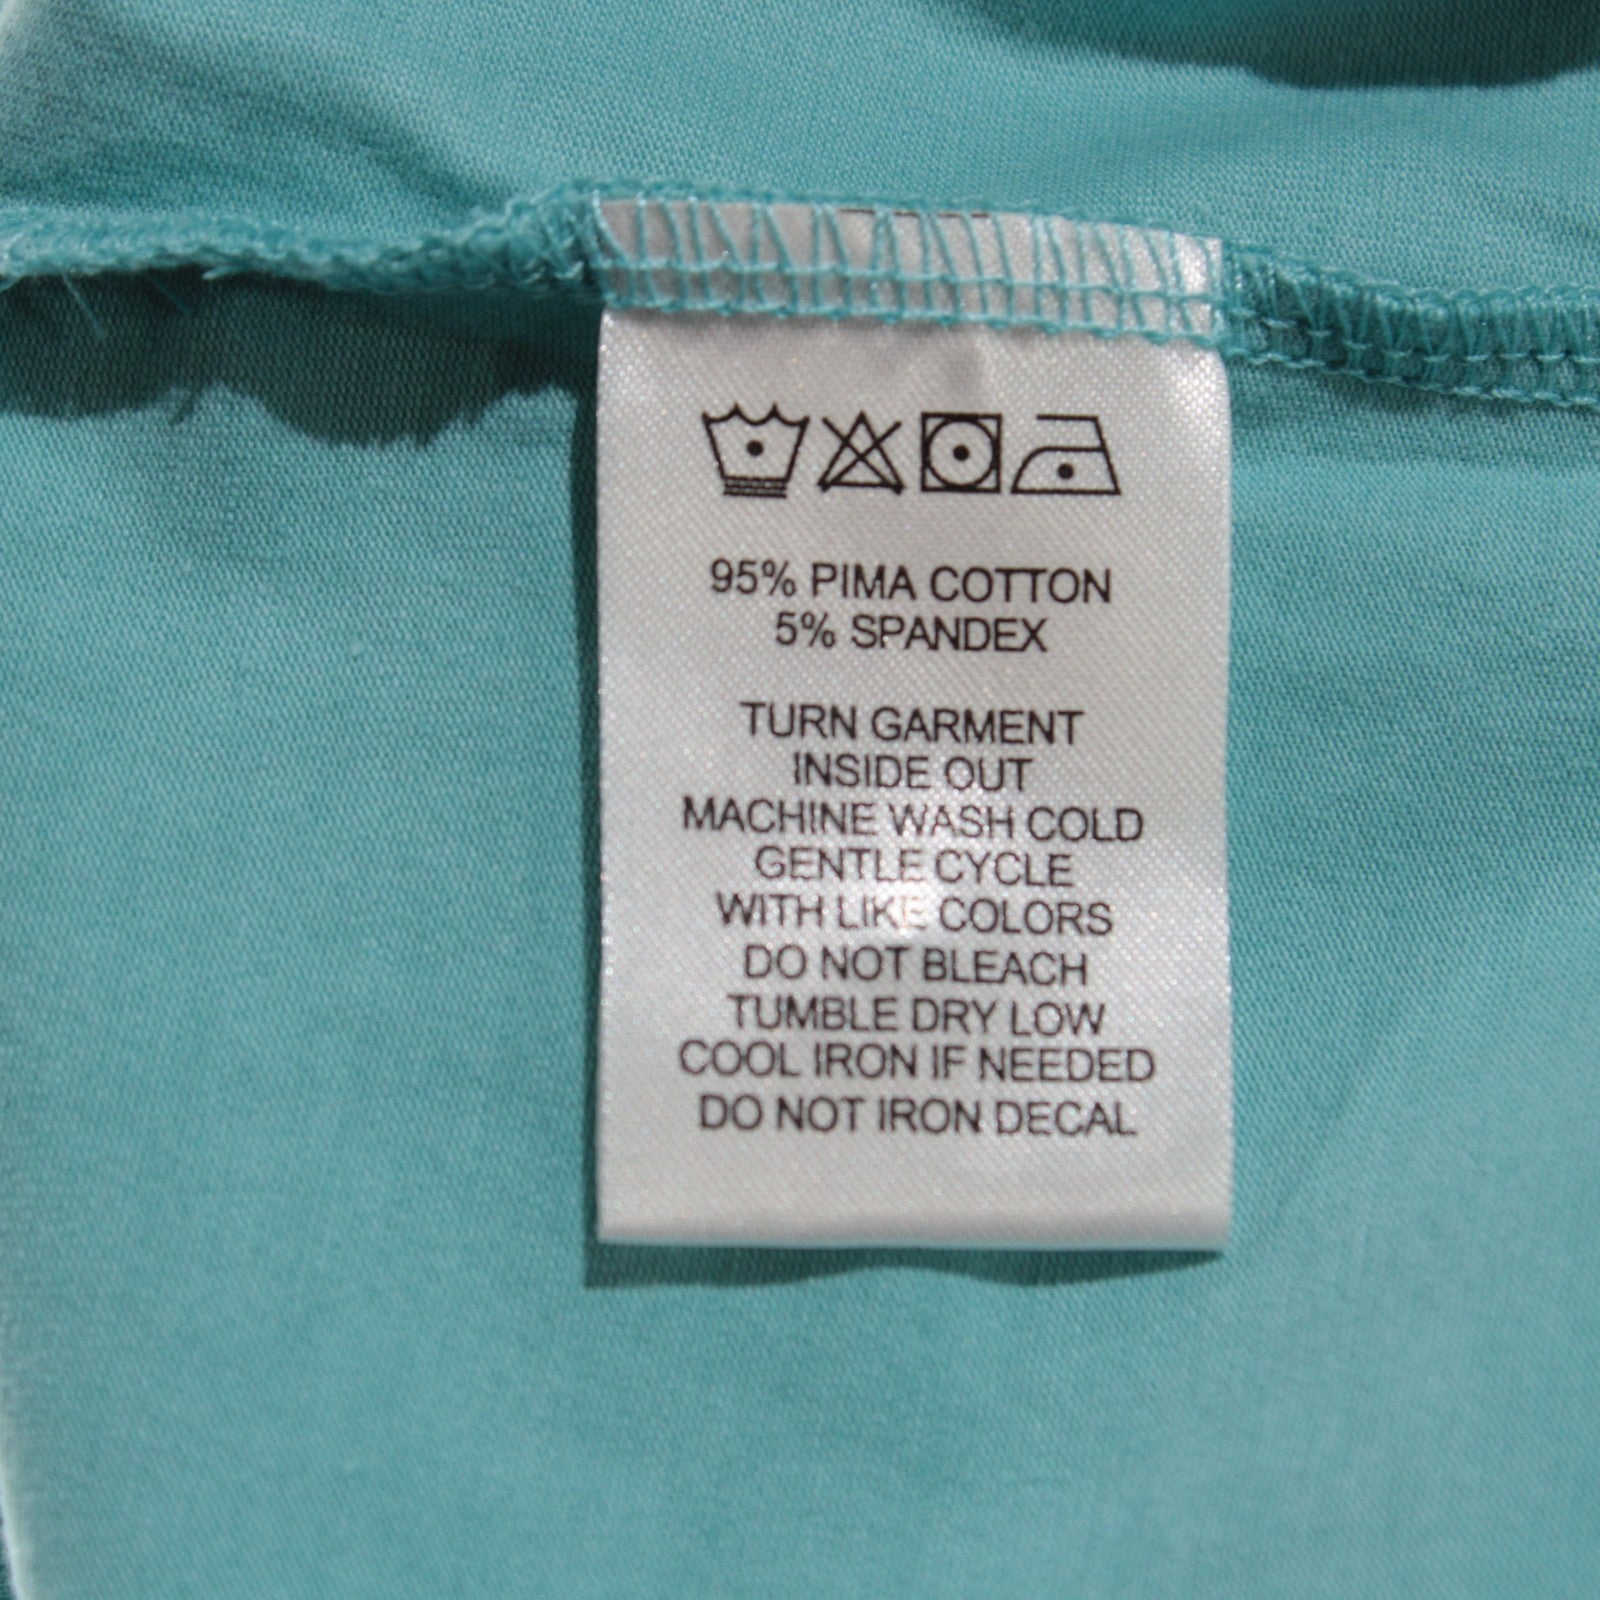 95% PIMA COTTON
5% SPANDEX
TURN GARMENT
INSIDE OUT
MACHINE WASH COLD
GENTLE CYCLE
WITH LIKE COLORS
DO NOT BLEACH
TUMBLE DRY LOW
COOL IRON IF NEEDED
DO NOT IRON DECAL